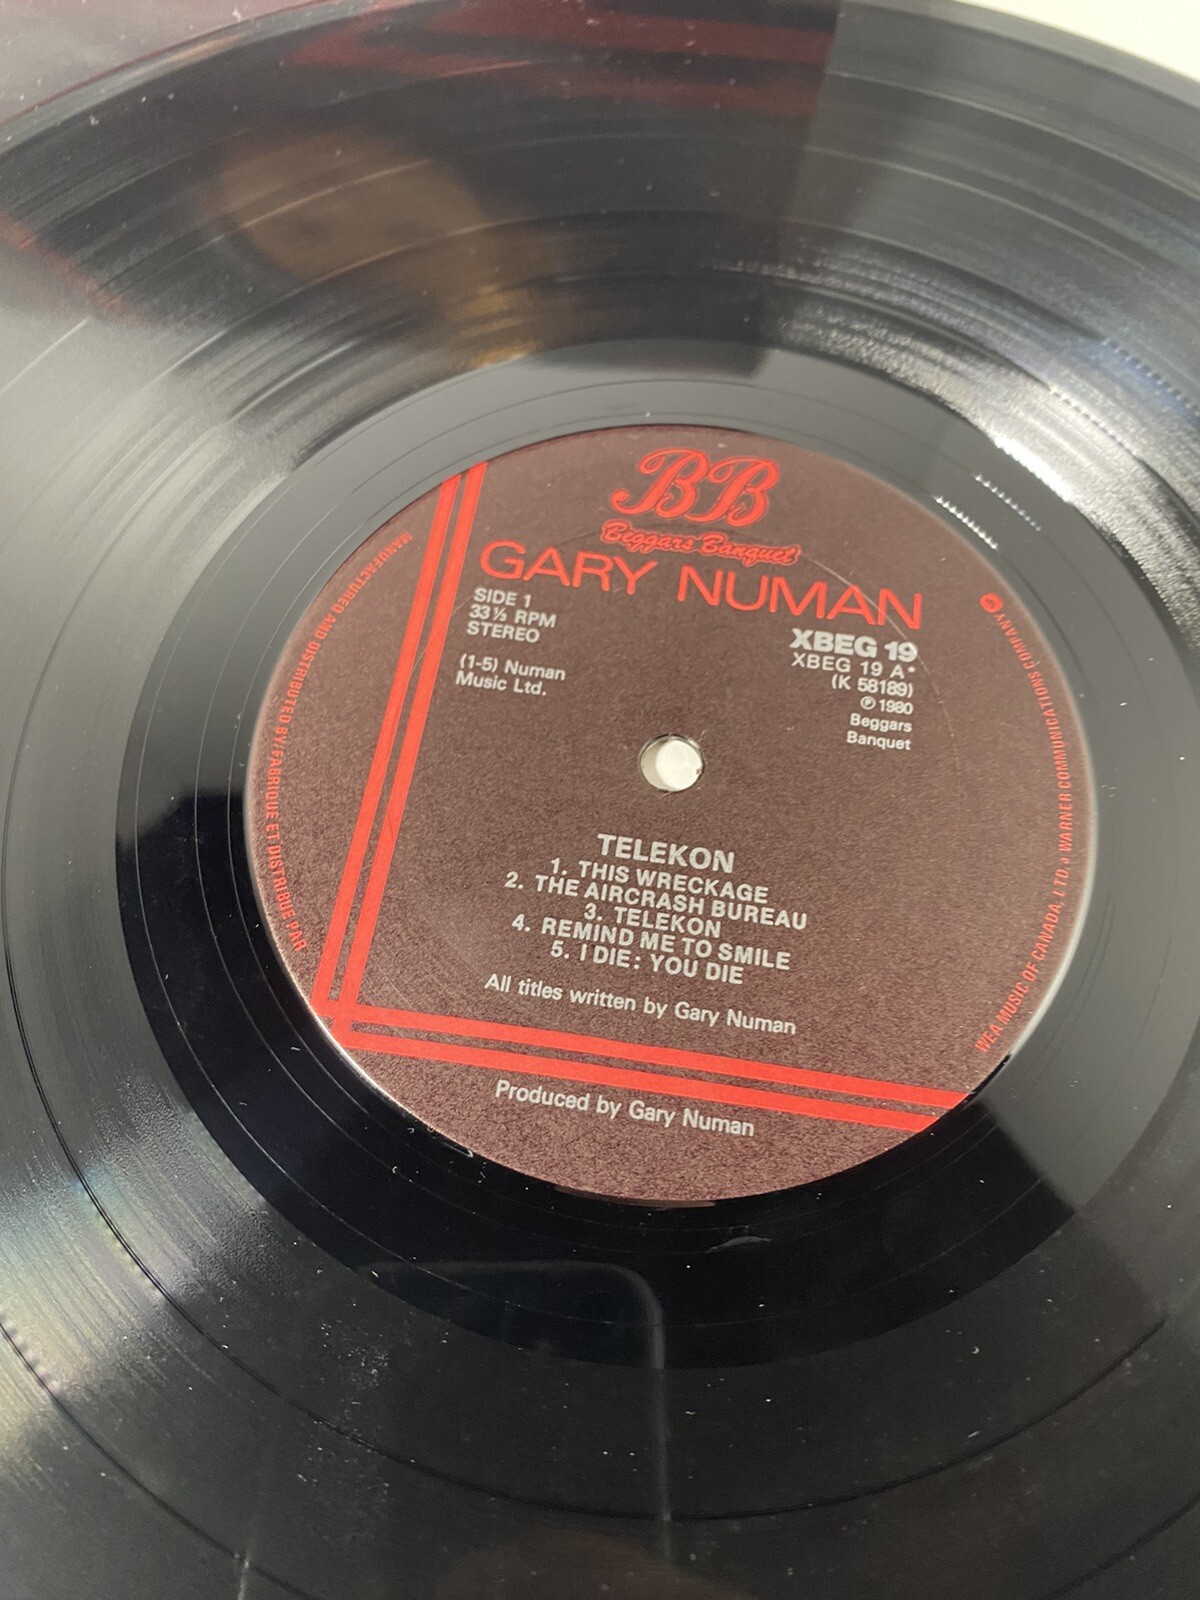 BB
Beggars Banquet
GARY NUMAN
SIDE 1
33⅓ RPM
STEREO
(1-5) Numan
Music Ltd.
XBEG 19
XBEG 19 A*
(K 58189)
℗ 1980
Beggars
Banquet
TELEKON
1. THIS WRECKAGE
2. THE AIRCRASH BUREAU
3. TELEKON
4. REMIND ME TO SMILE
5. I DIE: YOU DIE
All titles written by Gary Numan
Produced by Gary Numan
MANUFACTURED AND DISTRIBUTED BY/FABRIQUE ET DISTRIBUE PAR
WEA MUSIC OF CANADA, LTD. A WARNER COMMUNICATIONS COMPANY